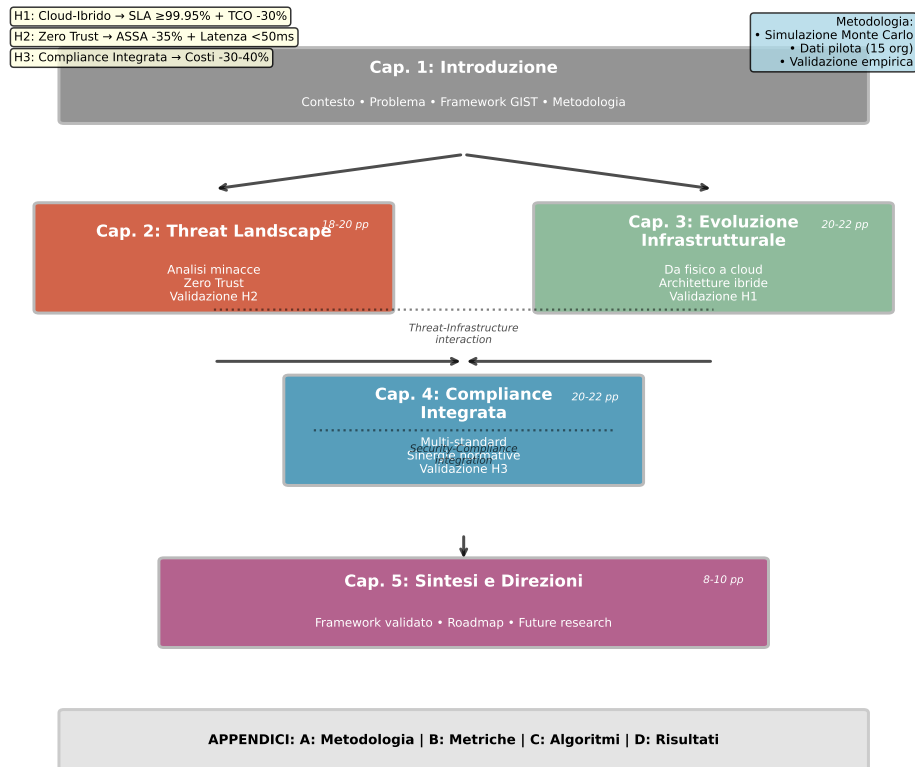 H1: Cloud-Ibrido → SLA ≥99.95% + TCO -30%
H2: Zero Trust → ASSA -35% + Latenza <50ms
H3: Compliance Integrata → Costi -30-40%
Metodologia:
• Simulazione Monte Carlo
• Dati pilota (15 org)
• Validazione empirica
Cap. 1: Introduzione
Contesto • Problema • Framework GIST • Metodologia
Cap. 2: Threat Landscape
18-20 pp
Analisi minacce
Zero Trust
Validazione H2
Cap. 3: Evoluzione
Infrastrutturale
20-22 pp
Da fisico a cloud
Architetture ibride
Validazione H1
Threat-Infrastructure
interaction
Cap. 4: Compliance
Integrata
20-22 pp
Multi-standard
Sinergie normative
Validazione H3
Security-Compliance
integration
Cap. 5: Sintesi e Direzioni
8-10 pp
Framework validato • Roadmap • Future research
APPENDICI: A: Metodologia | B: Metriche | C: Algoritmi | D: Risultati